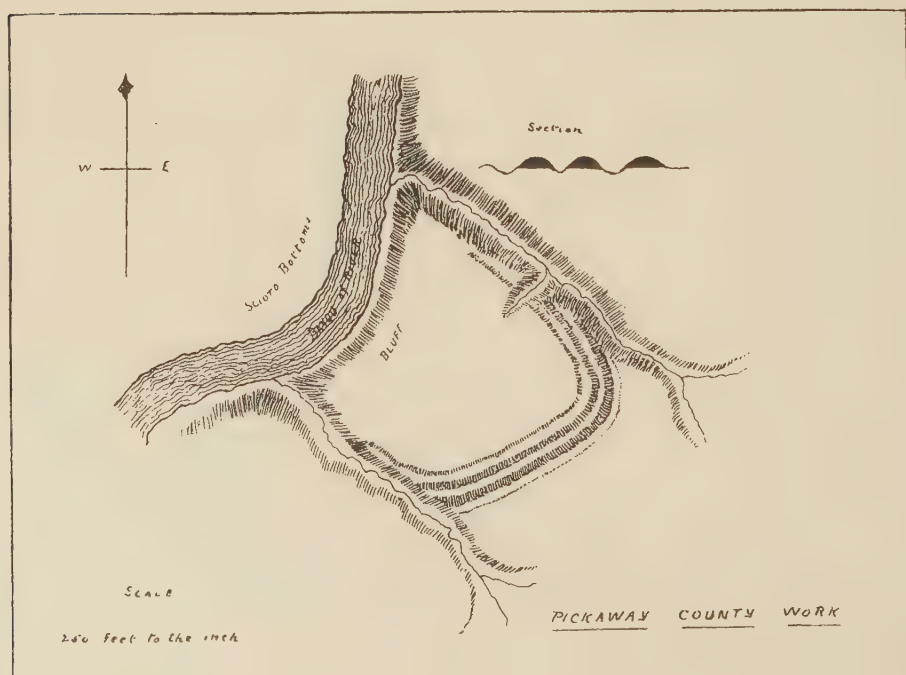 Section
W E
Scioto Bottoms
Bluff
Scale
250 feet to the inch
PICKAWAY COUNTY WORK